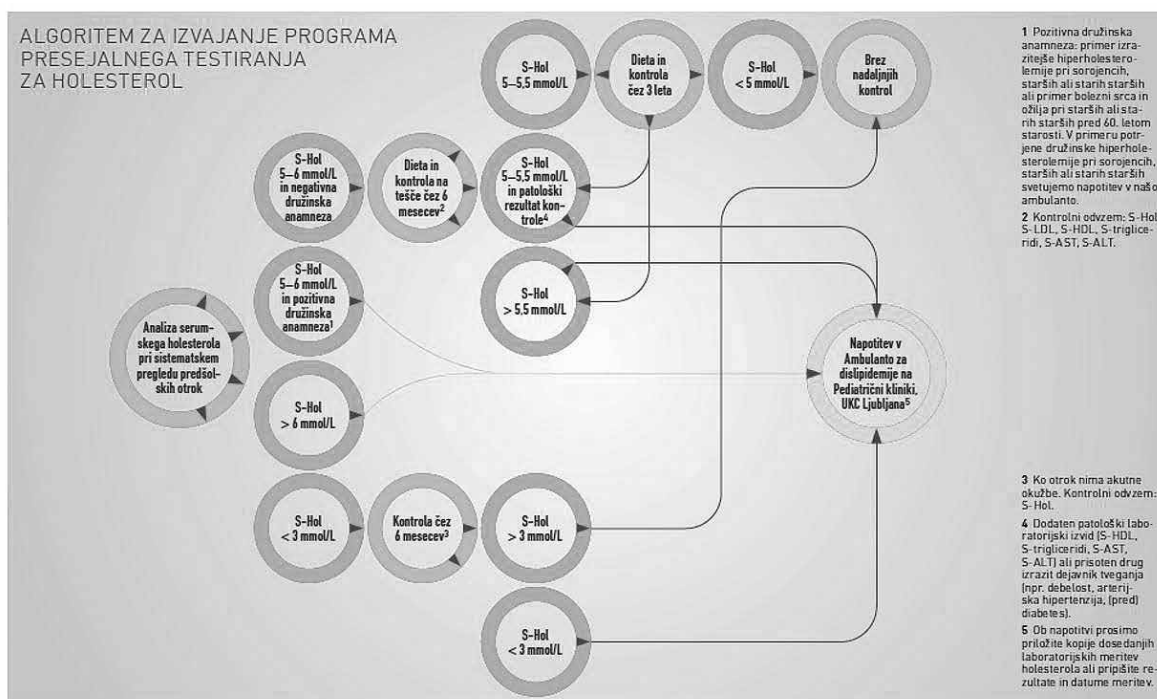 ALGORITEM ZA IZVAJANJE PROGRAMA
PRESEJALNEGA TESTIRANJA
ZA HOLESTEROL
S-Hol
5–5,5 mmol/L
Dieta in
kontrola
čez 3 leta
S-Hol
< 5 mmol/L
Brez
nadaljnjih
kontrol
S-Hol
5–6 mmol/L
in negativna
družinska
anamneza
Dieta in
kontrola na
tešče čez 6
mesecev2
S-Hol
5–5,5 mmol/L
in patološki
rezultat kon-
trole4
S-Hol
5–6 mmol/L
in pozitivna
družinska
anamneza1
S-Hol
> 5,5 mmol/L
Analiza serum-
skega holesterola
pri sistematskem
pregledu predšol-
skih otrok
Napotitev v
Ambulanto za
dislipidemije na
Pediatrični kliniki,
UKC Ljubljana5
S-Hol
> 6 mmol/L
S-Hol
< 3 mmol/L
Kontrola čez
6 mesecev3
S-Hol
> 3 mmol/L
S-Hol
< 3 mmol/L
1 Pozitivna družinska
anamneza: primer izra-
zitejše hiperholestero-
lemije pri sorojencih,
starših ali starih starših
ali primer bolezni srca in
ožilja pri starših ali sta-
rih starših pred 60. letom
starosti. V primeru potr-
jene družinske hiperhole-
sterolemije pri sorojencih,
starših ali starih starših
svetujemo napotitev v našo
ambulanto.
2 Kontrolni odvzem: S-Hol
S-LDL, S-HDL, S-triglice-
ridi, S-AST, S-ALT.
3 Ko otrok nima akutne
okužbe. Kontrolni odvzem:
S-Hol.
4 Dodaten patološki labo-
ratorijski izvid (S-HDL,
S-trigliceridi, S-AST,
S-ALT) ali prisoten drug
izrazit dejavnik tveganja
(npr. debelost, arterij-
ska hipertenzija, (pred)
diabetes).
5 Ob napotitvi prosimo
priložite kopije dosedanjih
laboratorijskih meritev
holesterola ali pripišite re-
zultate in datume meritev.